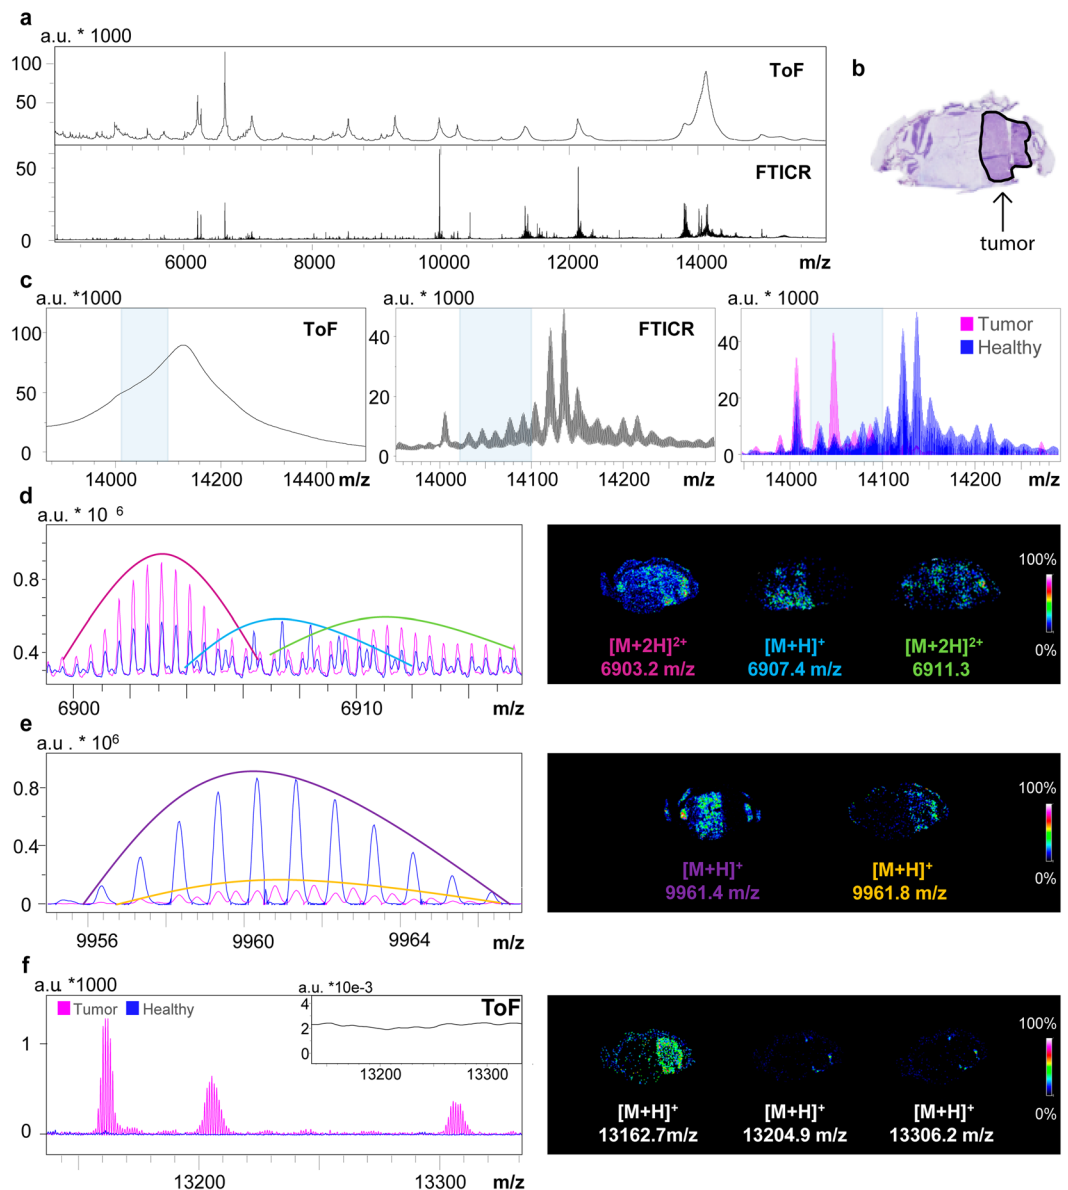 a
a.u. * 1000
100
50
ToF
50
0
FTICR
6000 8000 10000 12000 14000 m/z
b
tumor
c
a.u. *1000
100
50
0
ToF
14000 14200 14400 m/z
a.u. * 1000
40
20
0
FTICR
14000 14100 14200 m/z
a.u. * 1000
40
20
0
Tumor
Healthy
14000 14100 14200 m/z
d
a.u. * 10 6
0.8
0.4
6900 6910 m/z
100%
0%
[M+2H]2+
6903.2 m/z
[M+H]+
6907.4 m/z
[M+2H]2+
6911.3
e
a.u . * 106
0.8
0.4
0
9956 9960 9964 m/z
100%
0%
[M+H]+
9961.4 m/z
[M+H]+
9961.8 m/z
f
a.u *1000
Tumor Healthy
1
0
13200 13300 m/z
a.u. *10e-3
ToF
4
2
0
13200 13300
100%
0%
[M+H]+
13162.7m/z
[M+H]+
13204.9 m/z
[M+H]+
13306.2 m/z